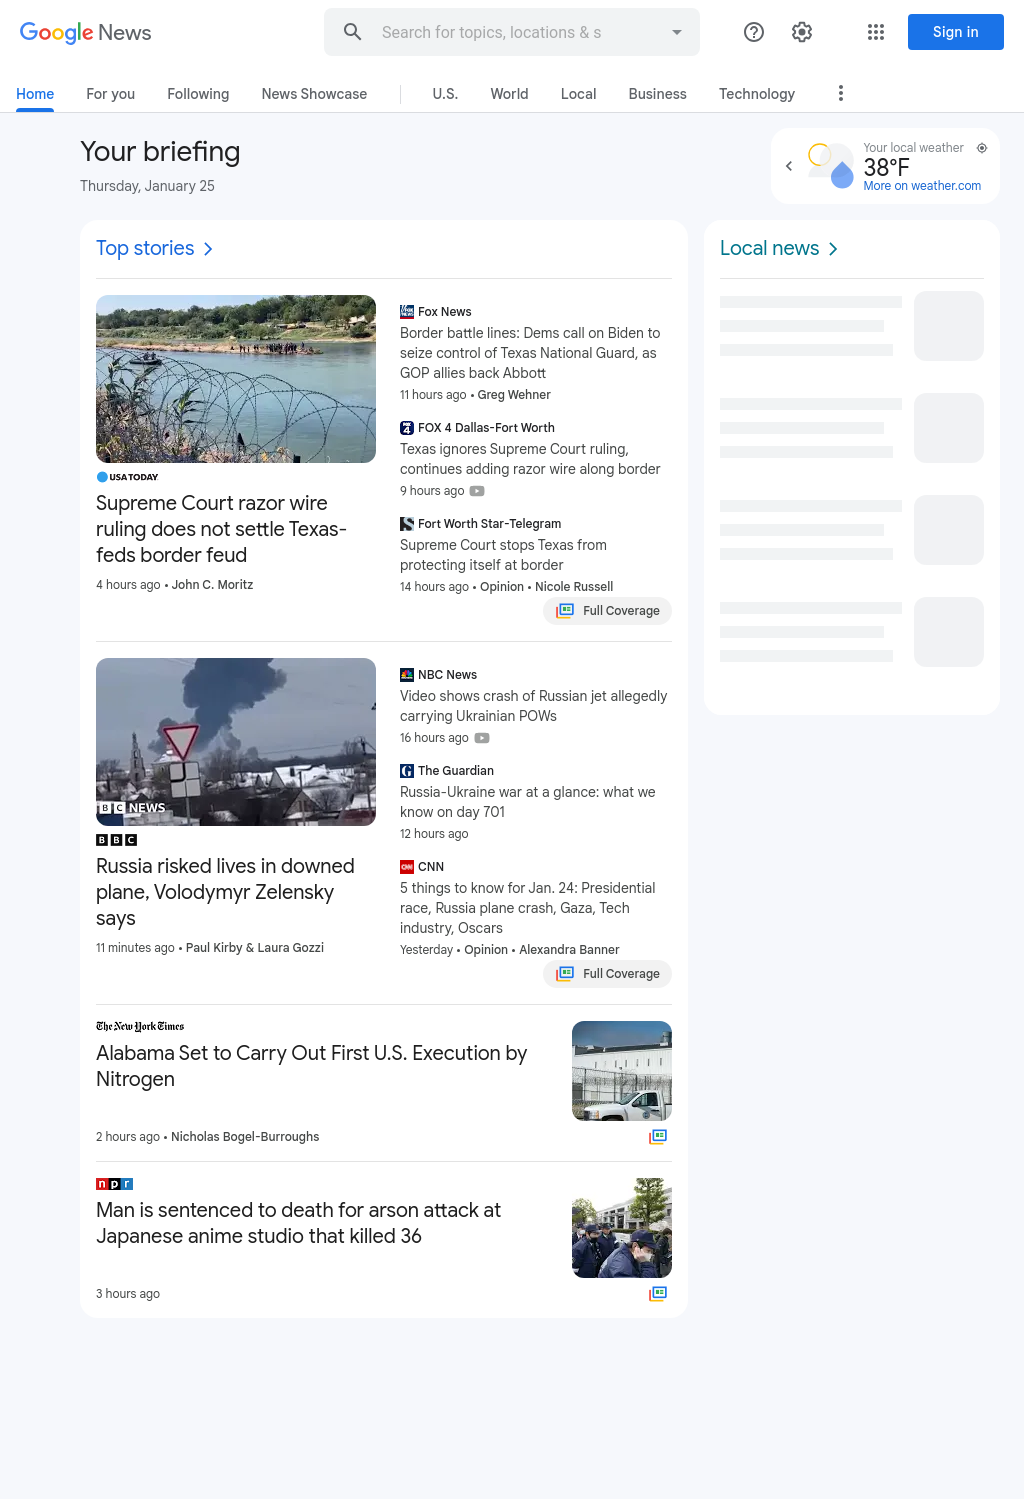 Google News
Search for topics, locations & s
Sign in
Home
For you
Following
News Showcase
U.S.
World
Local
Business
Technology
Your briefing
Thursday, January 25
Your local weather
38°F
More on weather.com
Top stories
USA TODAY
Supreme Court razor wire
ruling does not settle Texas-
feds border feud
4 hours ago • John C. Moritz
Fox News
Border battle lines: Dems call on Biden to
seize control of Texas National Guard, as
GOP allies back Abbott
11 hours ago • Greg Wehner
FOX 4 Dallas-Fort Worth
Texas ignores Supreme Court ruling,
continues adding razor wire along border
9 hours ago
Fort Worth Star-Telegram
Supreme Court stops Texas from
protecting itself at border
14 hours ago • Opinion • Nicole Russell
Full Coverage
BBC NEWS
BBC
Russia risked lives in downed
plane, Volodymyr Zelensky
says
11 minutes ago • Paul Kirby & Laura Gozzi
NBC News
Video shows crash of Russian jet allegedly
carrying Ukrainian POWs
16 hours ago
The Guardian
Russia-Ukraine war at a glance: what we
know on day 701
12 hours ago
CNN
5 things to know for Jan. 24: Presidential
race, Russia plane crash, Gaza, Tech
industry, Oscars
Yesterday • Opinion • Alexandra Banner
Full Coverage
The New York Times
Alabama Set to Carry Out First U.S. Execution by
Nitrogen
2 hours ago • Nicholas Bogel-Burroughs
npr
Man is sentenced to death for arson attack at
Japanese anime studio that killed 36
3 hours ago
Local news